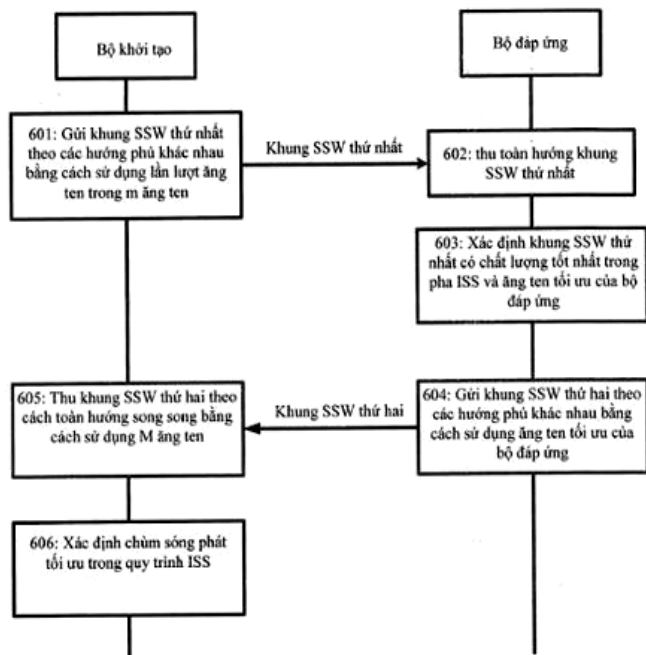 Bộ khởi tạo
Bộ đáp ứng
601: Gửi khung SSW thứ nhất
theo các hướng phủ khác nhau
bằng cách sử dụng lần lượt ăng
ten trong m ăng ten
Khung SSW thứ nhất
602: thu toàn hướng khung
SSW thứ nhất
603: Xác định khung SSW thứ
nhất có chất lượng tốt nhất trong
pha ISS và ăng ten tối ưu của bộ
đáp ứng
604: Gửi khung SSW thứ hai theo
các hướng phủ khác nhau bằng
cách sử dụng ăng ten tối ưu của
bộ đáp ứng
Khung SSW thứ hai
605: Thu khung SSW thứ hai theo
cách toàn hướng song song bằng
cách sử dụng M ăng ten
606: Xác định chùm sóng phát
tối ưu trong quy trình ISS